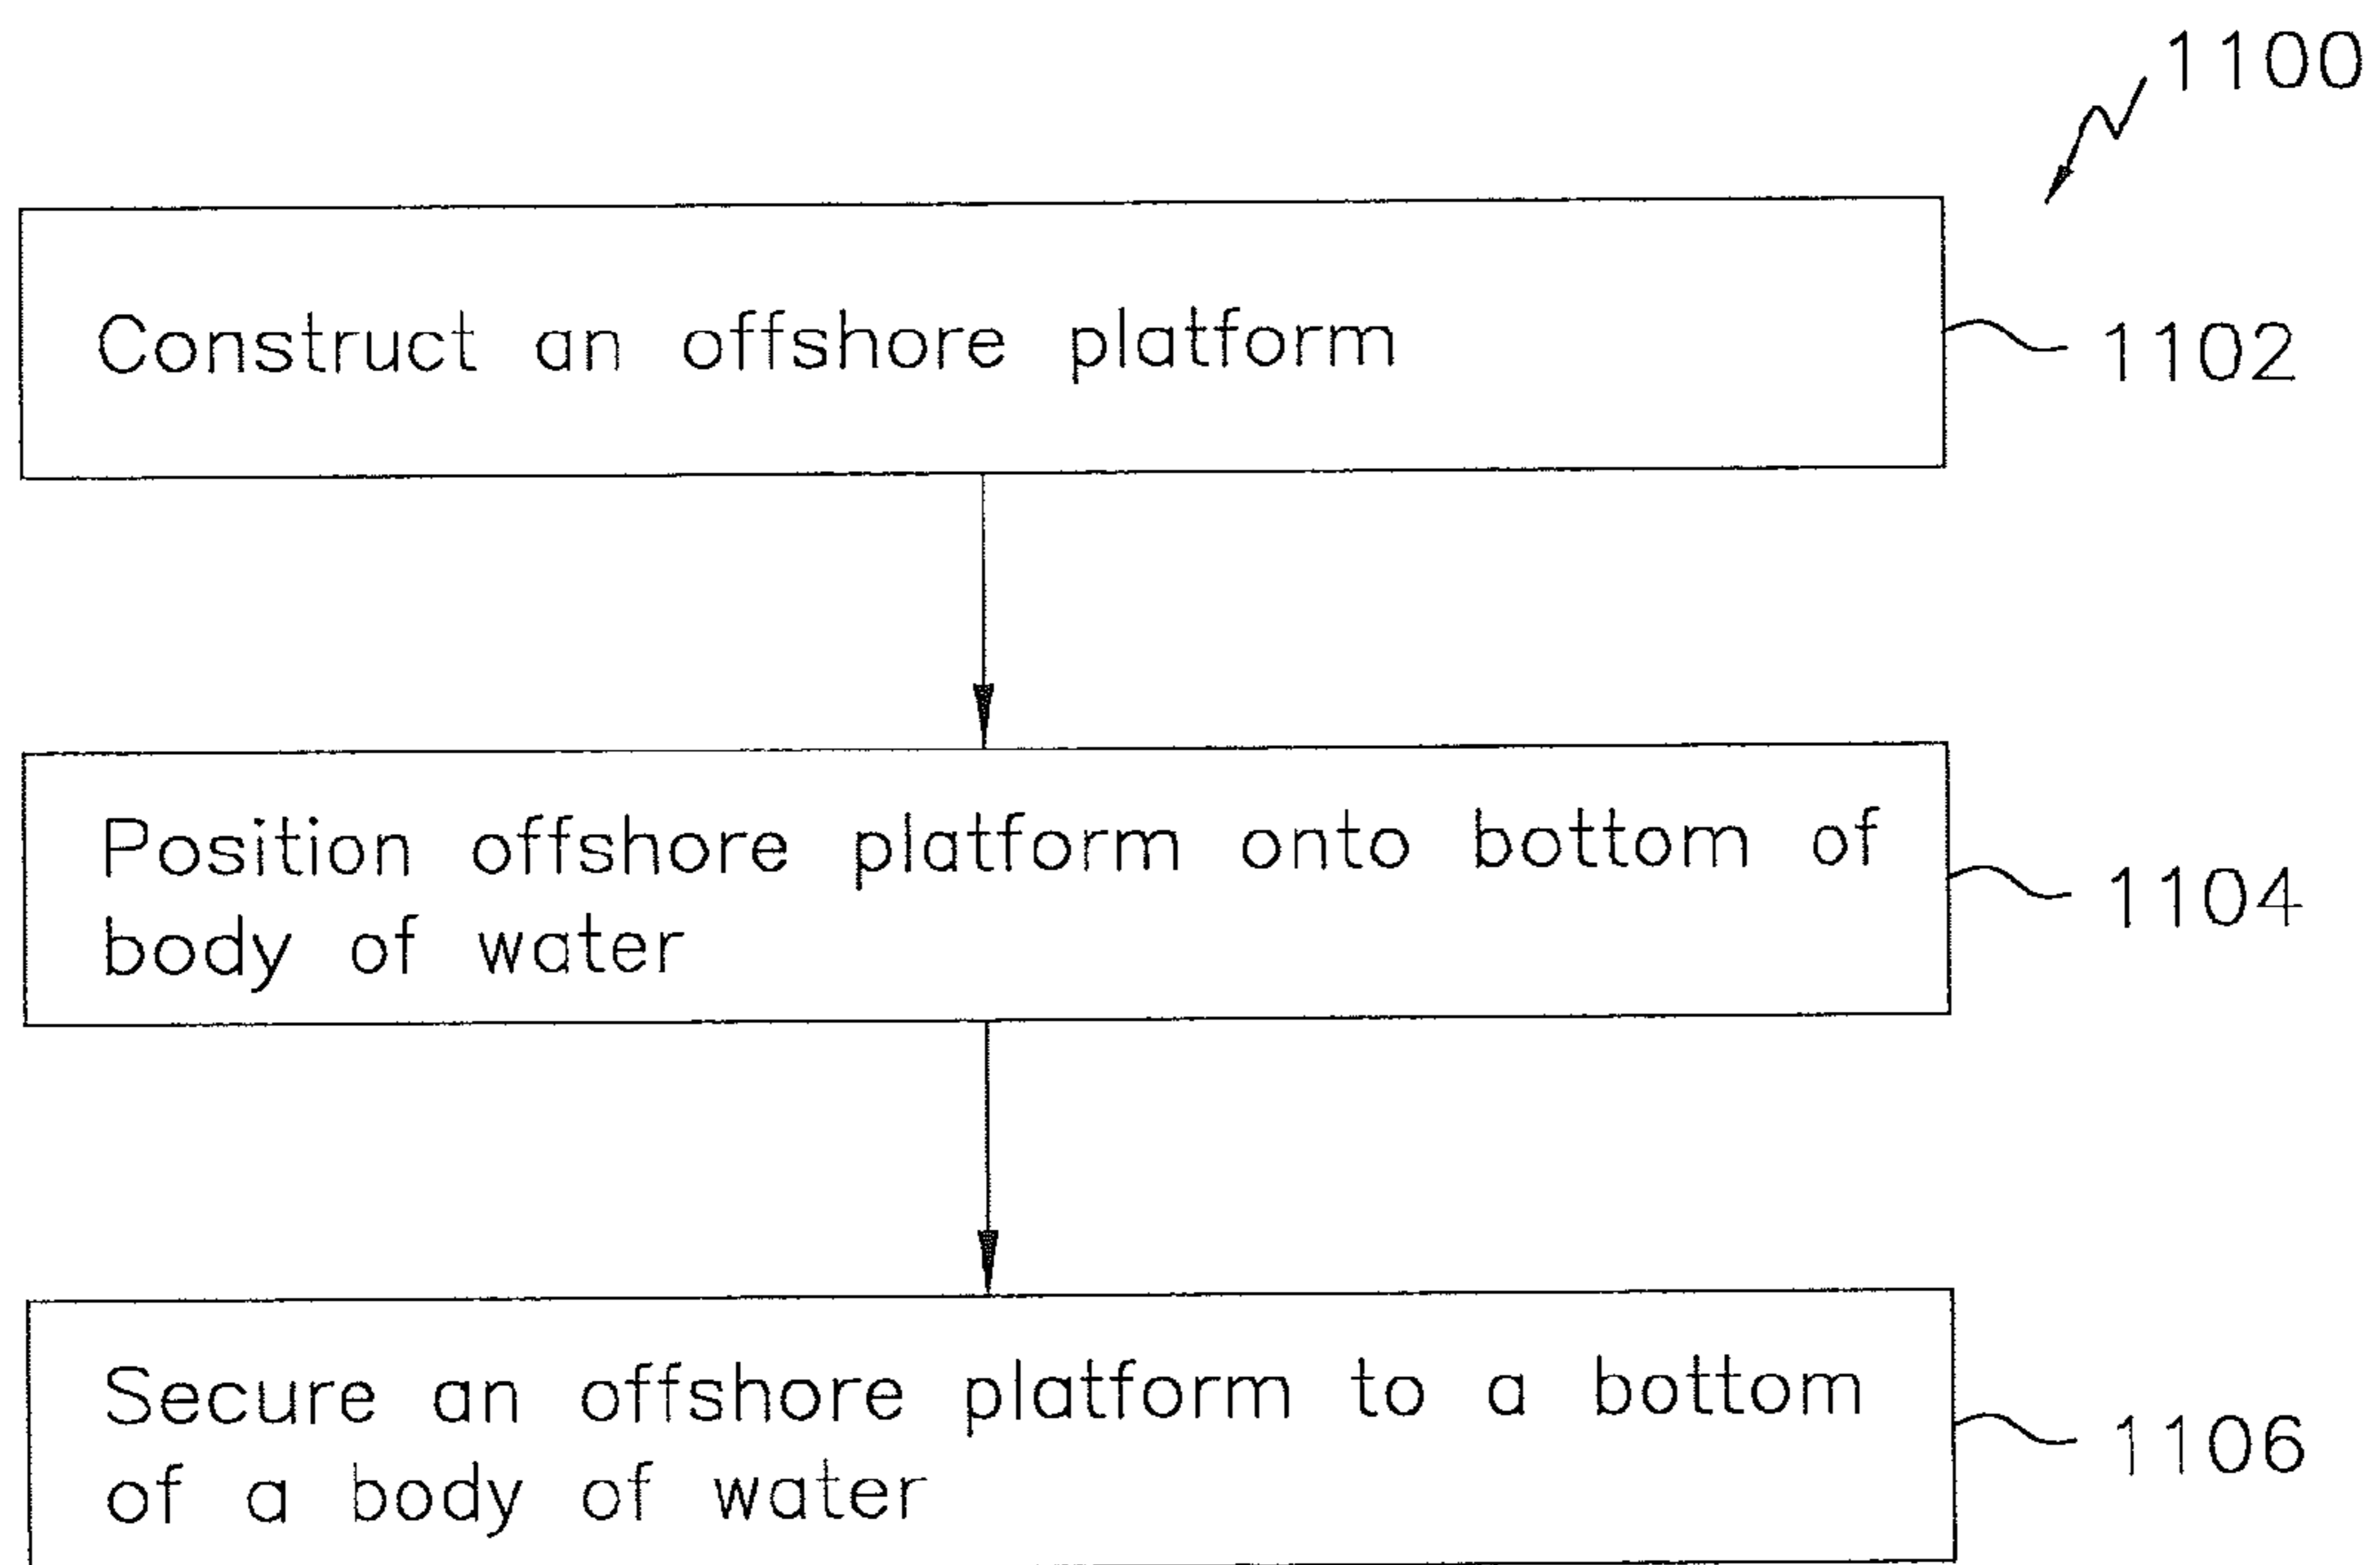 1100
Construct an offshore platform
1102
Position offshore platform onto bottom of
body of water
1104
Secure an offshore platform to a bottom
of a body of water
1106